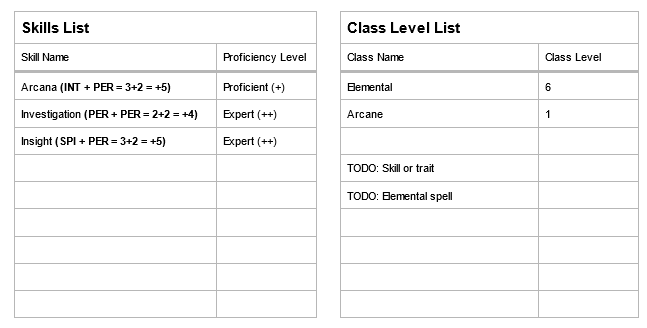 Skills List
Skill Name Proficiency Level
Arcana (INT + PER = 3+2 = +5) Proficient (+)
Investigation (PER + PER = 2+2 = +4) Expert (++)
Insight (SPI + PER = 3+2 = +5) Expert (++)
Class Level List
Class Name Class Level
Elemental 6
Arcane 1
TODO: Skill or trait
TODO: Elemental spell